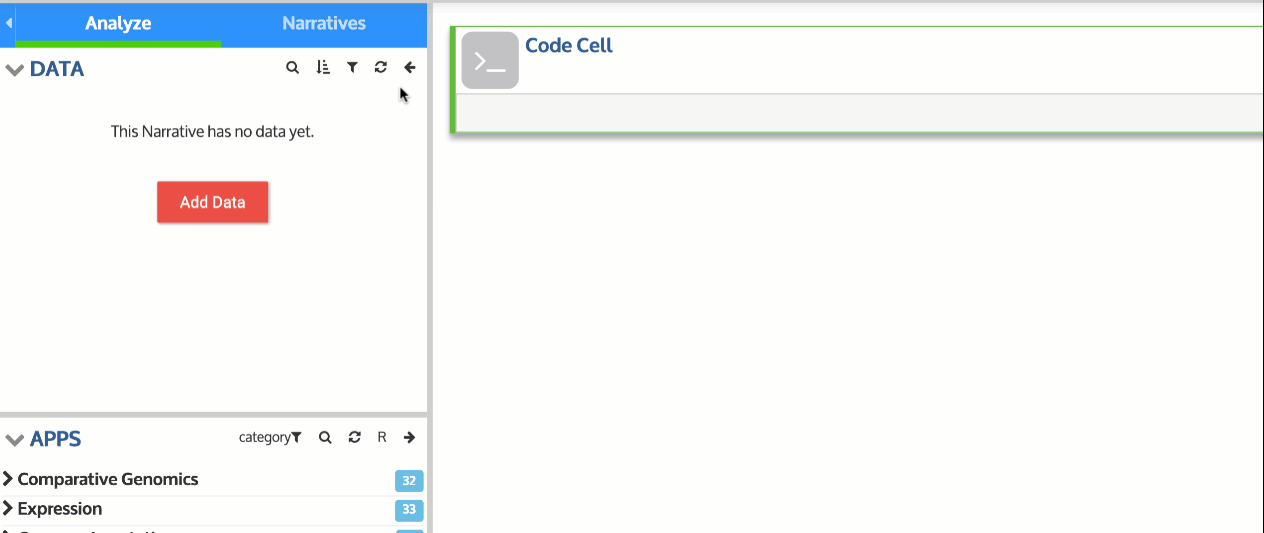 Analyze
Narratives
DATA
This Narrative has no data yet.
Add Data
APPS
category
R
Comparative Genomics
32
Expression
33
Code Cell